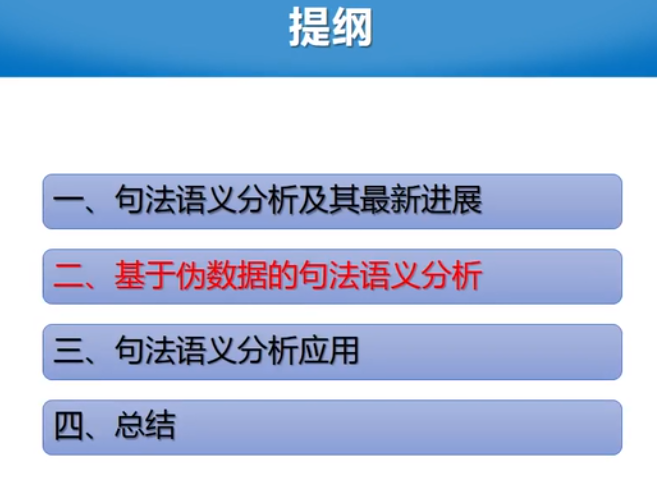 提纲
一、句法语义分析及其最新进展
二、基于伪数据的句法语义分析
三、句法语义分析应用
四、总结